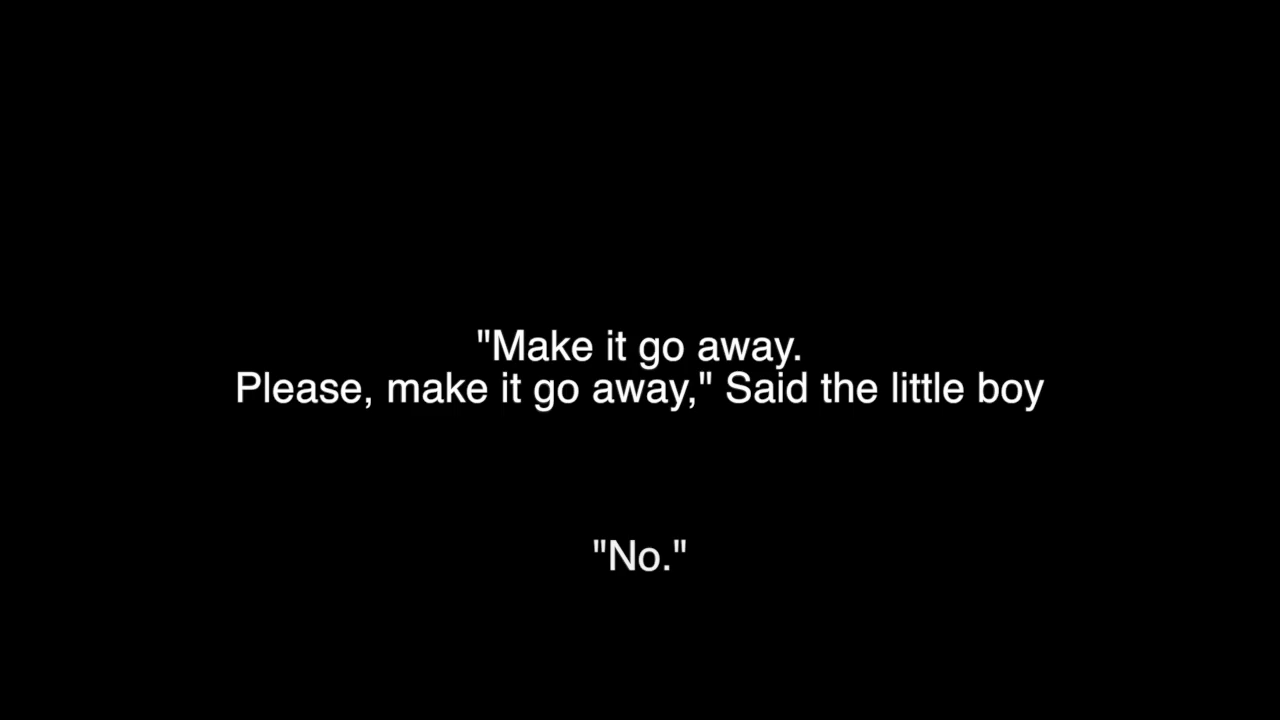 "Make it go away.
Please, make it go away," Said the little boy
"No."